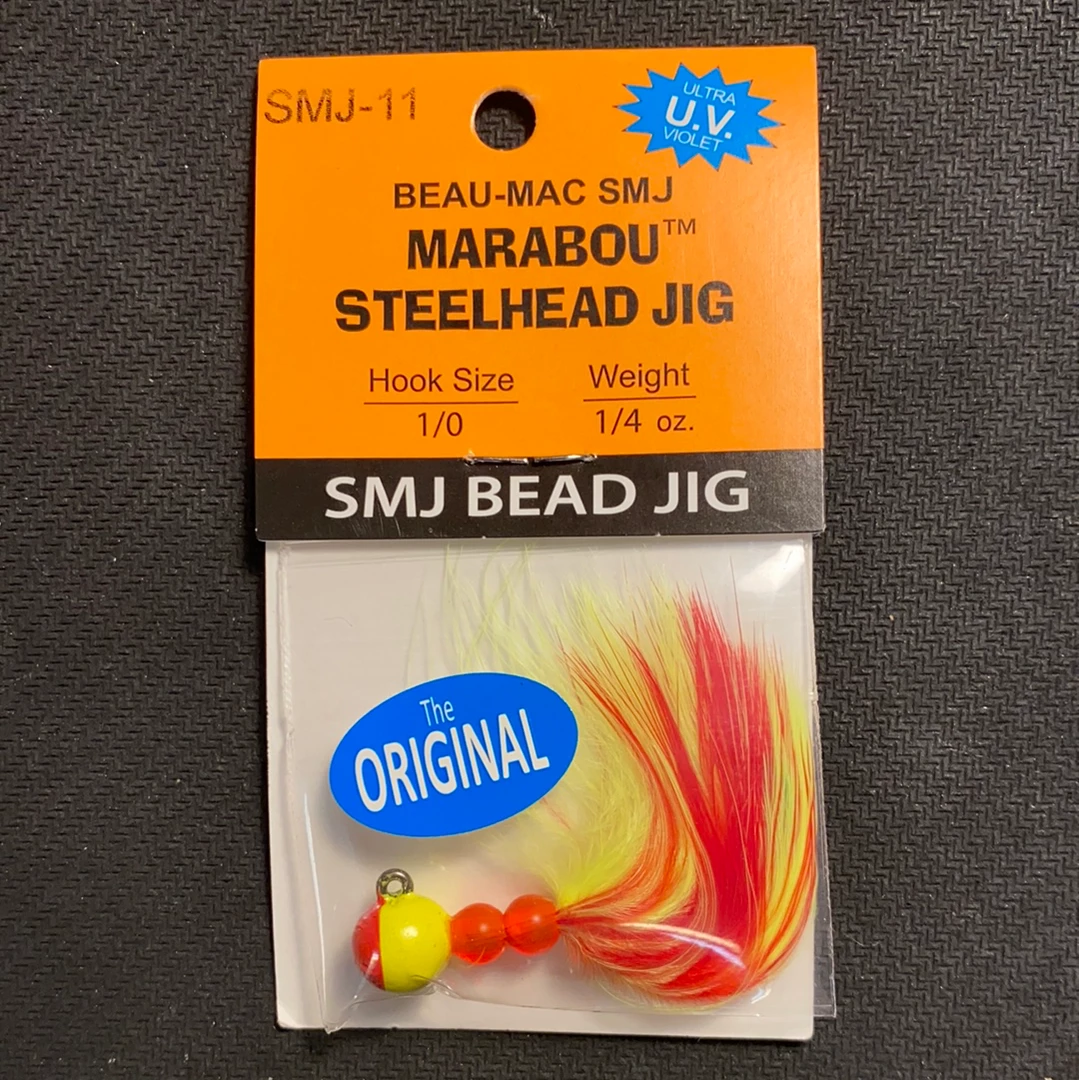 SMJ-11
ULTRA
U.V.
VIOLET
BEAU-MAC SMJ
MARABOU™
STEELHEAD JIG
Hook Size Weight
1/0 1/4 oz.
SMJ BEAD JIG
The
ORIGINAL